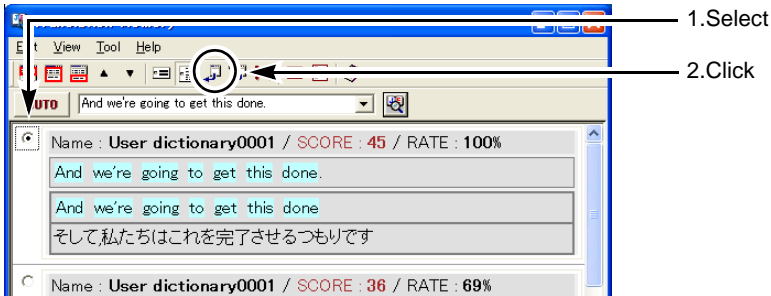 1.Select
View Tool Help
2.Click
And we're going to get this done.
Name : User dictionary0001 / SCORE : 45 / RATE : 100%
And we're going to get this done.
And we're going to get this done
そして,私たちはこれを完了させるつもりです
Name : User dictionary0001 / SCORE : 36 / RATE : 69%